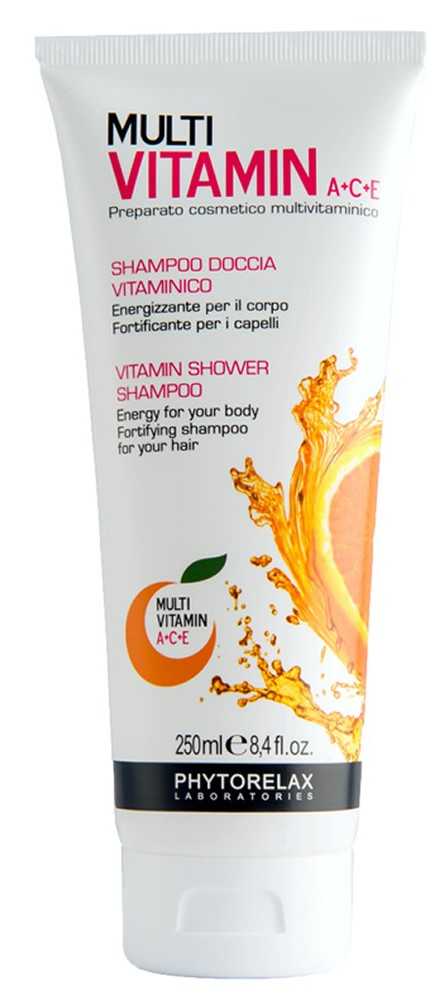 MULTI
VITAMIN A+C+E
Preparato cosmetico multivitaminico
SHAMPOO DOCCIA
VITAMINICO
Energizzante per il corpo
Fortificante per i capelli
VITAMIN SHOWER
SHAMPOO
Energy for your body
Fortifying shampoo
for your hair
MULTI
VITAMIN
A+C+E
250ml ℮ 8,4 fl.oz.
PHYTORELAX
LABORATORIES